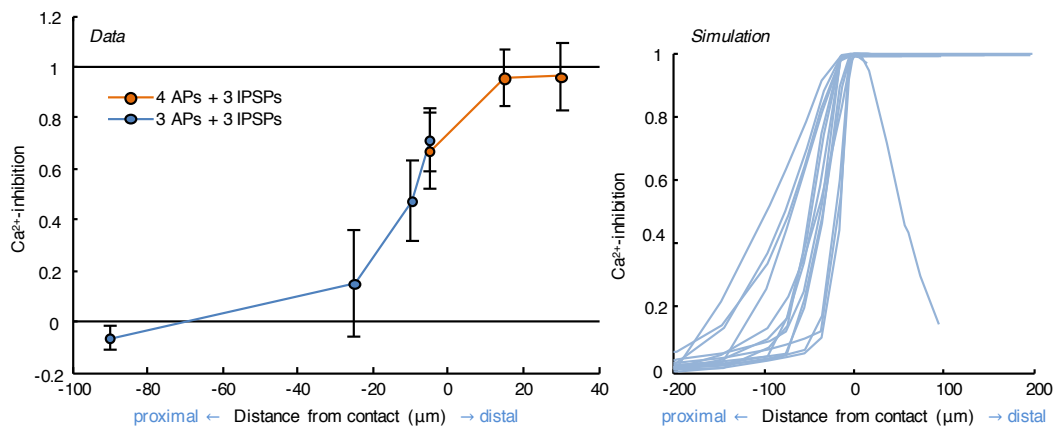 Data
Ca²⁺-inhibition
1.2
1
0.8
0.6
0.4
0.2
0
-0.2
4 APs + 3 IPSPs
3 APs + 3 IPSPs
-100 -80 -60 -40 -20 0 20 40
proximal ← Distance from contact (µm) → distal
Simulation
Ca²⁺-inhibition
1
0.8
0.6
0.4
0.2
0
-200 -100 0 100 200
proximal ← Distance from contact (µm) → distal